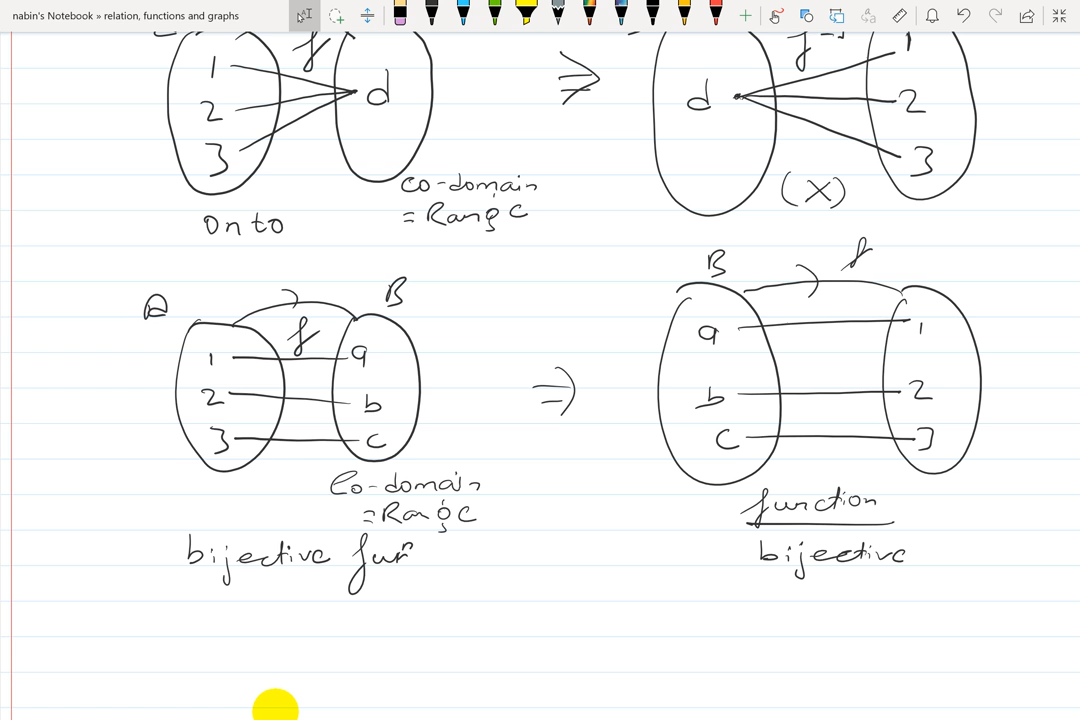 nabin's Notebook » relation, functions and graphs
1 f
2 d
3
Onto
Co-domain
= Range
⇒
f⁻¹
1
d 2
3
(X)
A B
f
1 a
2 b
3 c
Co-domain
= Range
bijective fuⁿ
⇒
B f
a 1
b 2
c 3
function
bijective